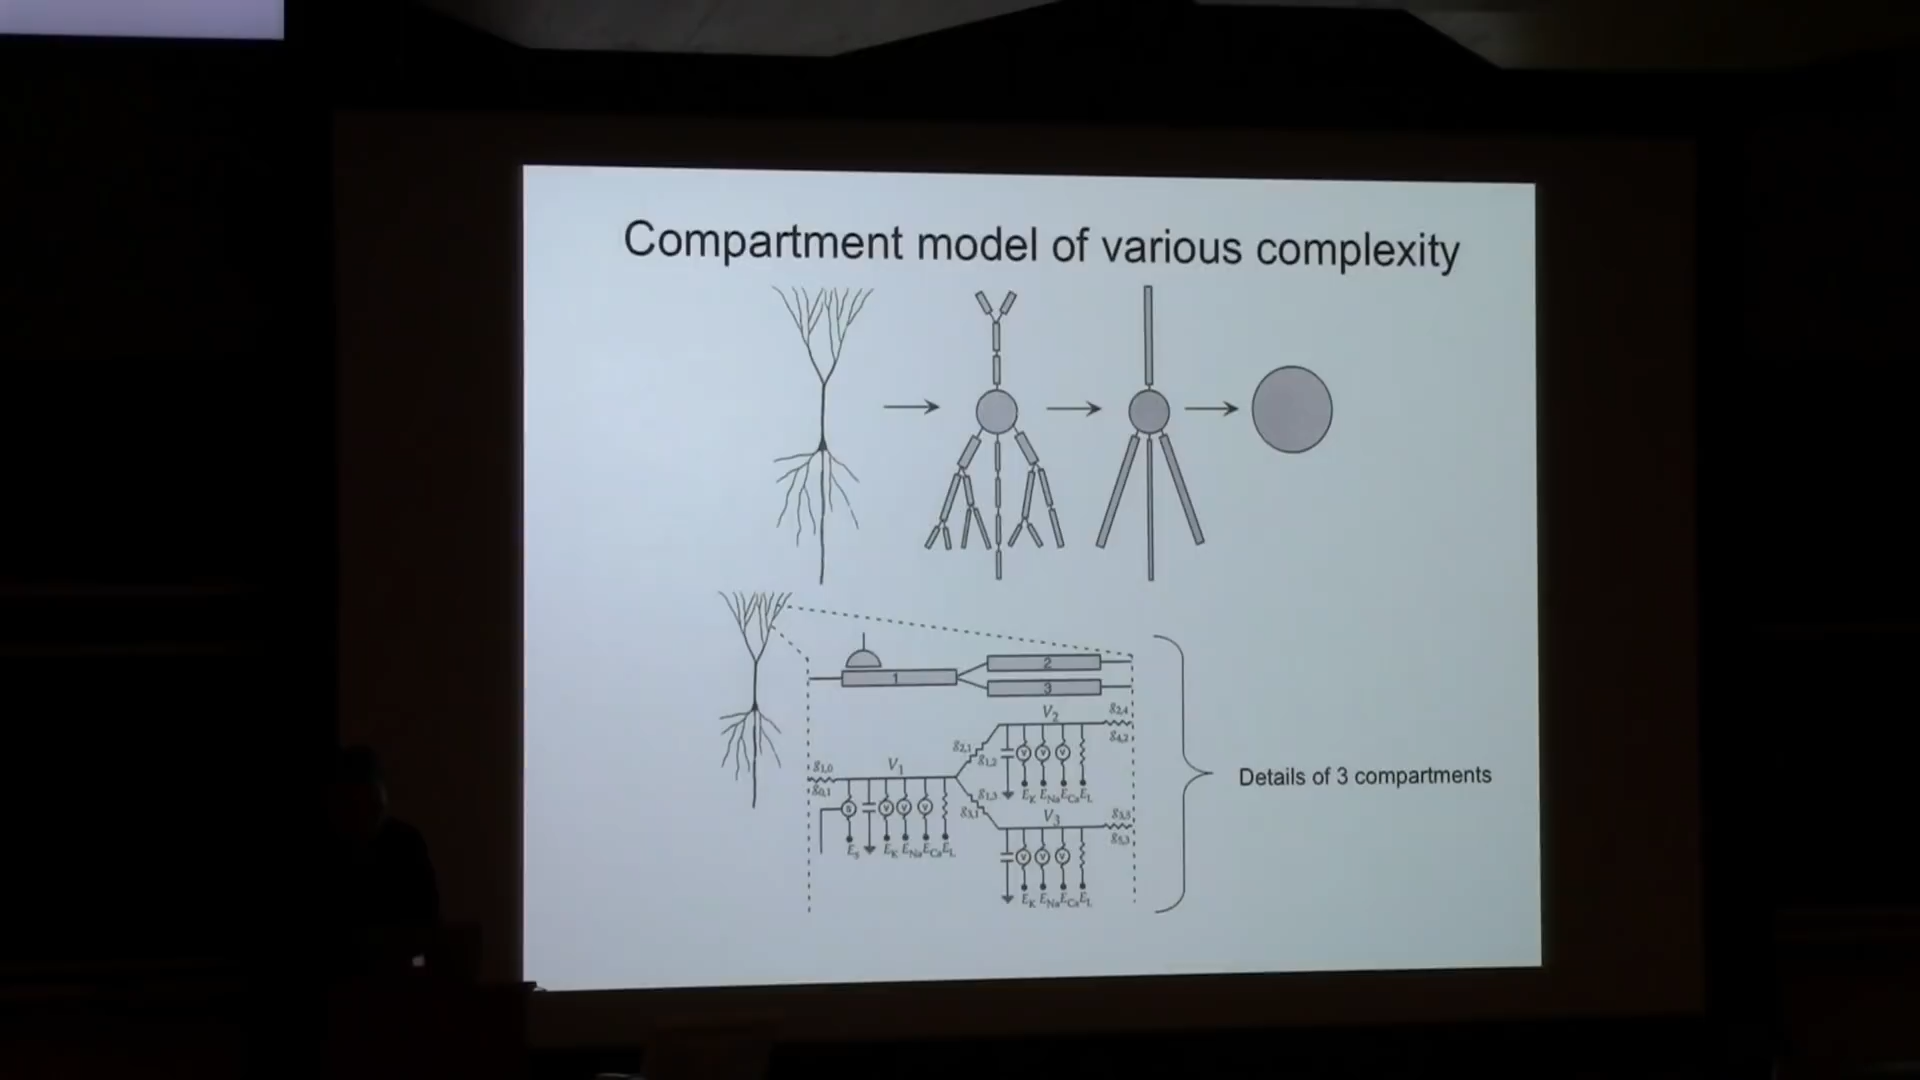 Compartment model of various complexity
1
2
3
V2
g2,4
g4,2
g2,1
g1,2
g1,0
g0,1
V1
EK ENa ECa EL
g1,3
g3,1
V3
g5,3
Es EK ENa ECa EL
EK ENa ECa EL
Details of 3 compartments